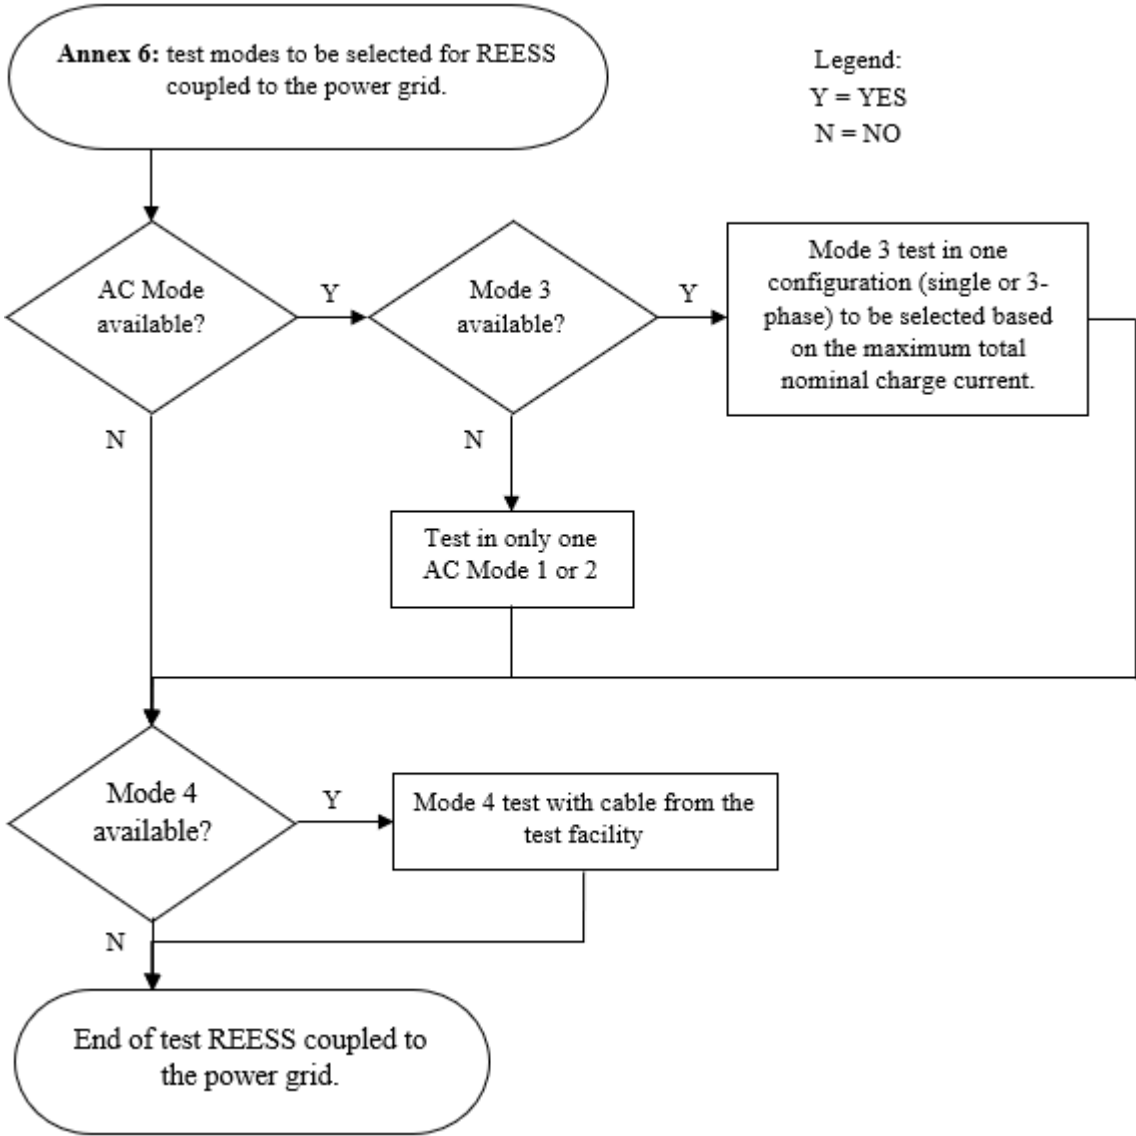 Annex 6: test modes to be selected for REESS
coupled to the power grid.
Legend:
Y = YES
N = NO
AC Mode
available?
Y
Mode 3
available?
Y
Mode 3 test in one
configuration (single or 3-
phase) to be selected based
on the maximum total
nominal charge current.
N
N
Test in only one
AC Mode 1 or 2
Mode 4
available?
Y
Mode 4 test with cable from the
test facility
N
End of test REESS coupled to
the power grid.